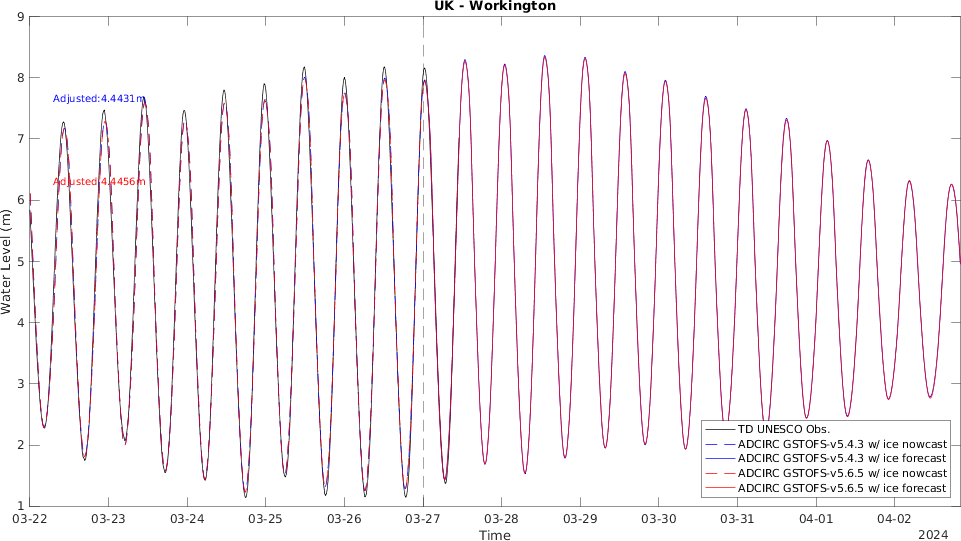 UK - Workington
9
8
7
6
5
4
3
2
1
Water Level (m)
Adjusted:4.4431m
Adjusted:4.4456m
TD UNESCO Obs.
ADCIRC GSTOFS-v5.4.3 w/ ice nowcast
ADCIRC GSTOFS-v5.4.3 w/ ice forecast
ADCIRC GSTOFS-v5.6.5 w/ ice nowcast
ADCIRC GSTOFS-v5.6.5 w/ ice forecast
03-22 03-23 03-24 03-25 03-26 03-27 03-28 03-29 03-30 03-31 04-01 04-02
Time
2024